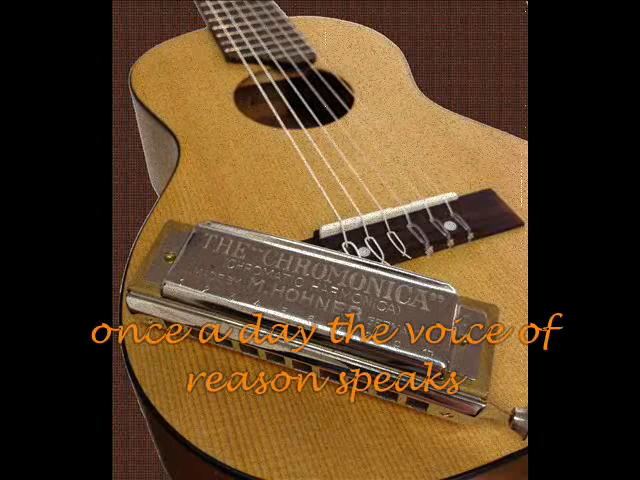 THE "CHROMONICA"
(CHROMATIC HARMONICA)
M. HOHNER
once a day the voice of
reason speaks